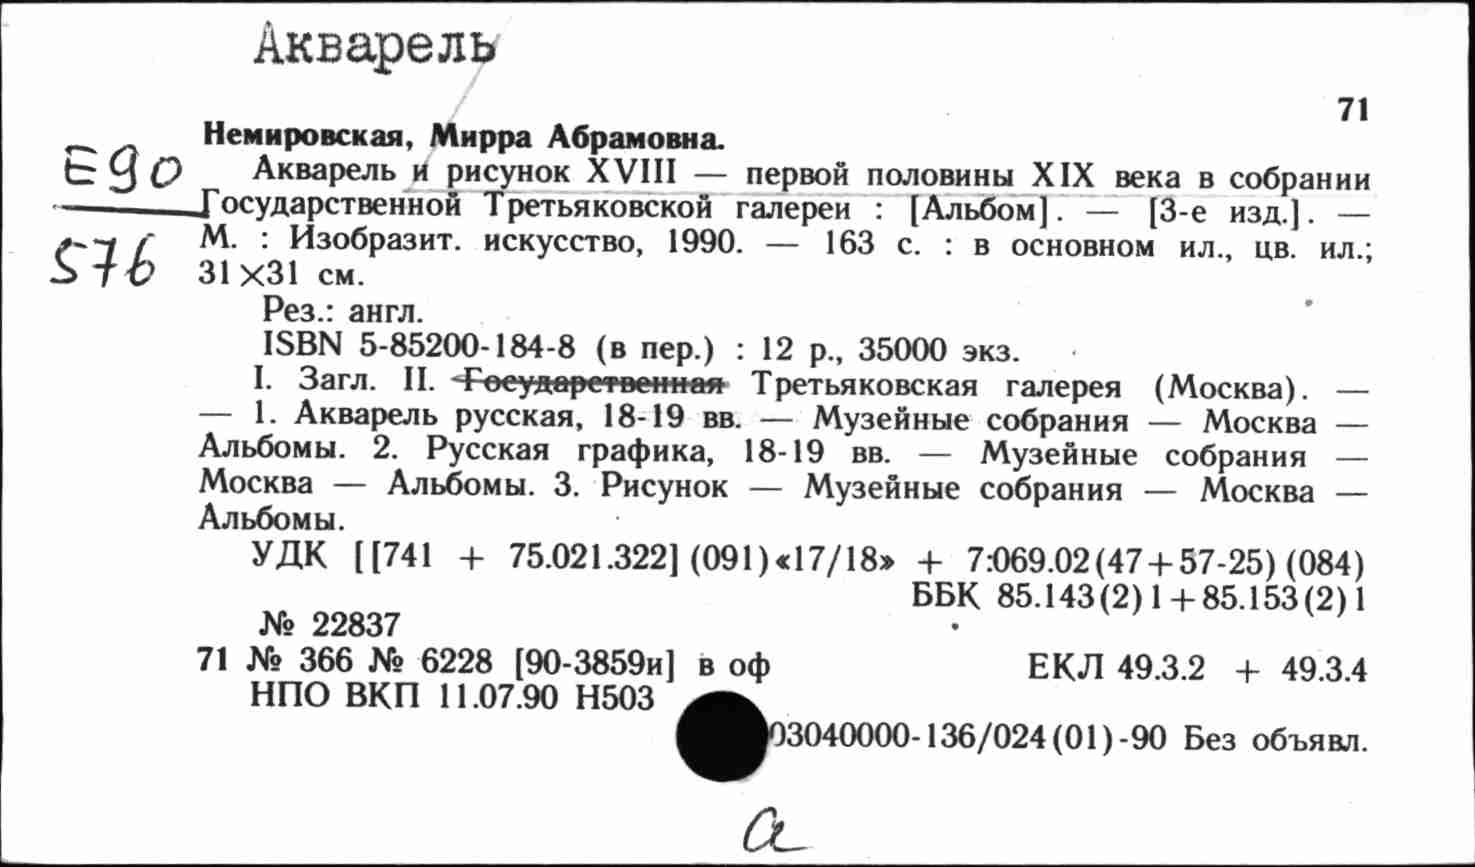 Акварель
71
Немировская, Мирра Абрамовна.
Е90
Акварель и рисунок XVIII — первой половины XIX века в собрании
Государственной Третьяковской галереи : [Альбом]. — [3-е изд.]. —
576
М. : Изобразит. искусство, 1990. — 163 с. : в основном ил., цв. ил.;
31×31 см.
Рез.: англ.
ISBN 5-85200-184-8 (в пер.) : 12 р., 35000 экз.
I. Загл. II. Государственная Третьяковская галерея (Москва). —
— 1. Акварель русская, 18-19 вв. — Музейные собрания — Москва —
Альбомы. 2. Русская графика, 18-19 вв. — Музейные собрания —
Москва — Альбомы. 3. Рисунок — Музейные собрания — Москва —
Альбомы.
УДК [[741 + 75.021.322](091)«17/18» + 7:069.02(47+57-25)(084)
ББК 85.143(2)1+85.153(2)1
№ 22837
71 № 366 № 6228 [90-3859и] в оф ЕКЛ 49.3.2 + 49.3.4
НПО ВКП 11.07.90 Н503
03040000-136/024(01)-90 Без объявл.
а